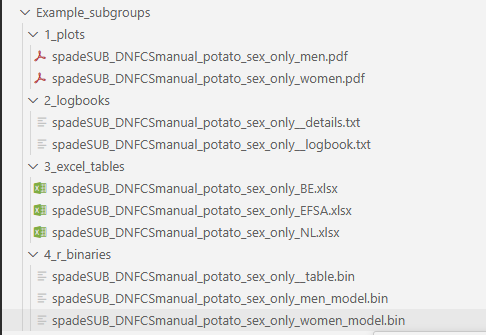 Example_subgroups
1_plots
spadeSUB_DNFCSmanual_potato_sex_only_men.pdf
spadeSUB_DNFCSmanual_potato_sex_only_women.pdf
2_logbooks
spadeSUB_DNFCSmanual_potato_sex_only__details.txt
spadeSUB_DNFCSmanual_potato_sex_only__logbook.txt
3_excel_tables
spadeSUB_DNFCSmanual_potato_sex_only_BE.xlsx
spadeSUB_DNFCSmanual_potato_sex_only_EFSA.xlsx
spadeSUB_DNFCSmanual_potato_sex_only_NL.xlsx
4_r_binaries
spadeSUB_DNFCSmanual_potato_sex_only__table.bin
spadeSUB_DNFCSmanual_potato_sex_only_men_model.bin
spadeSUB_DNFCSmanual_potato_sex_only_women_model.bin